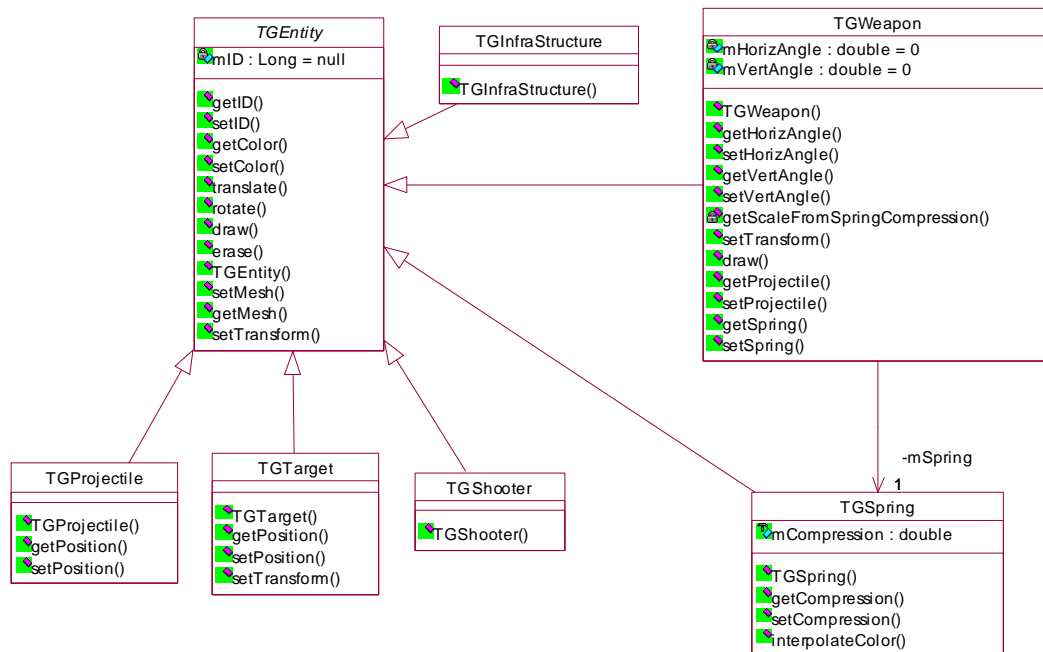 TGEntity
mID : Long = null
getID()
setID()
getColor()
setColor()
translate()
rotate()
draw()
erase()
TGEntity()
setMesh()
getMesh()
setTransform()
TGInfraStructure
TGInfraStructure()
TGWeapon
mHorizAngle : double = 0
mVertAngle : double = 0
TGWeapon()
getHorizAngle()
setHorizAngle()
getVertAngle()
setVertAngle()
getScaleFromSpringCompression()
setTransform()
draw()
getProjectile()
setProjectile()
getSpring()
setSpring()
-mSpring
1
TGProjectile
TGProjectile()
getPosition()
setPosition()
TGTarget
TGTarget()
getPosition()
setPosition()
setTransform()
TGShooter
TGShooter()
TGSpring
mCompression : double
TGSpring()
getCompression()
setCompression()
interpolateColor()